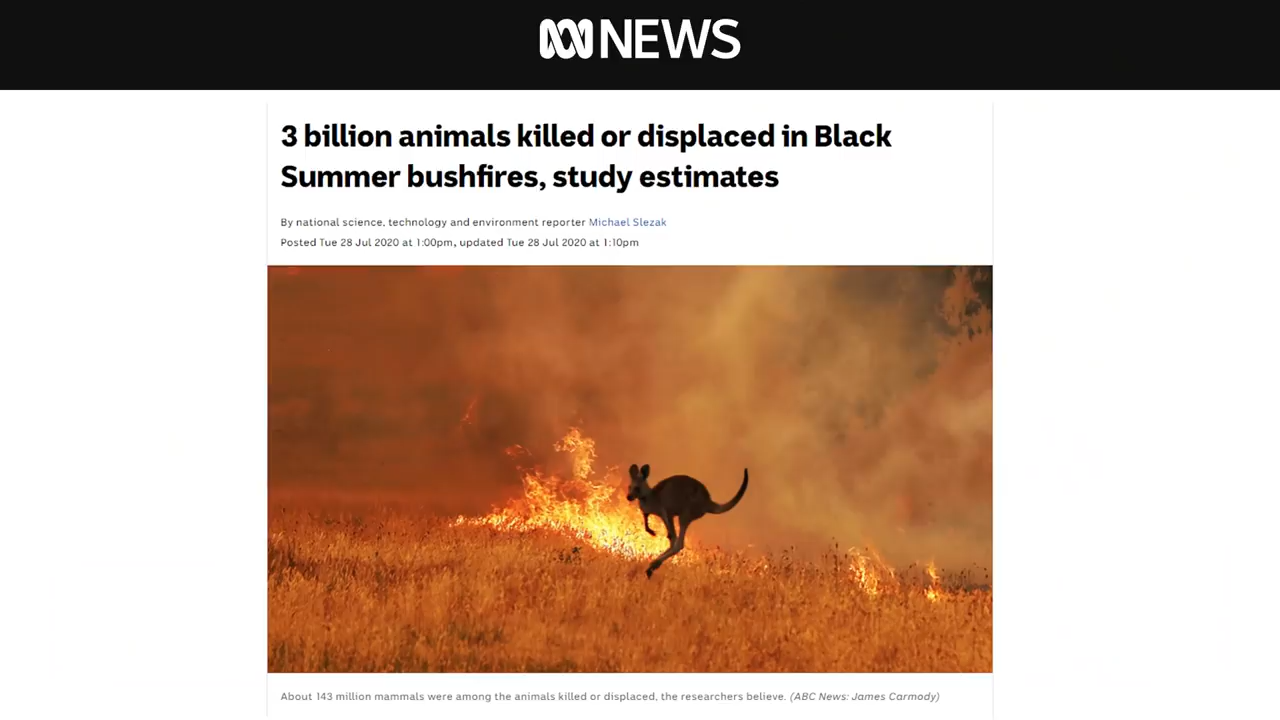 NEWS
3 billion animals killed or displaced in Black
Summer bushfires, study estimates
By national science, technology and environment reporter Michael Slezak
Posted Tue 28 Jul 2020 at 1:00pm, updated Tue 28 Jul 2020 at 1:10pm
About 143 million mammals were among the animals killed or displaced, the researchers believe. (ABC News: James Carmody)